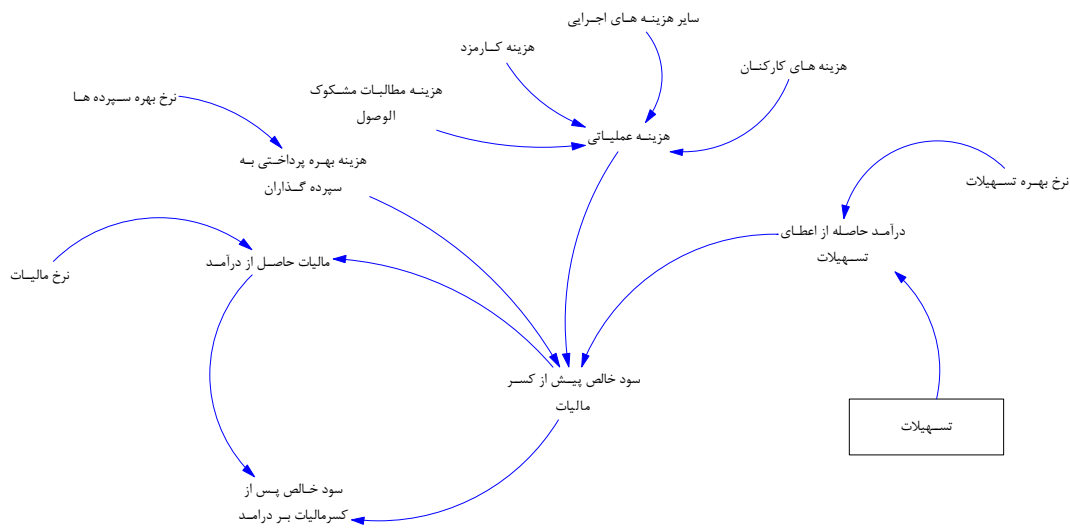 سایر هزینه های اجرایی
هزینه کارمزد
هزینه های کارکنان
هزینه مطالبات مشکوک
الوصول
نرخ بهره سپرده ها
هزینه عملیاتی
هزینه بهره پرداختی به
سپرده گذاران
نرخ بهره تسهیلات
درآمد حاصله از اعطای
تسهیلات
مالیات حاصل از درآمد
نرخ مالیات
سود خالص پیش از کسر
مالیات
تسهیلات
سود خالص پس از
کسرمالیات بر درامد